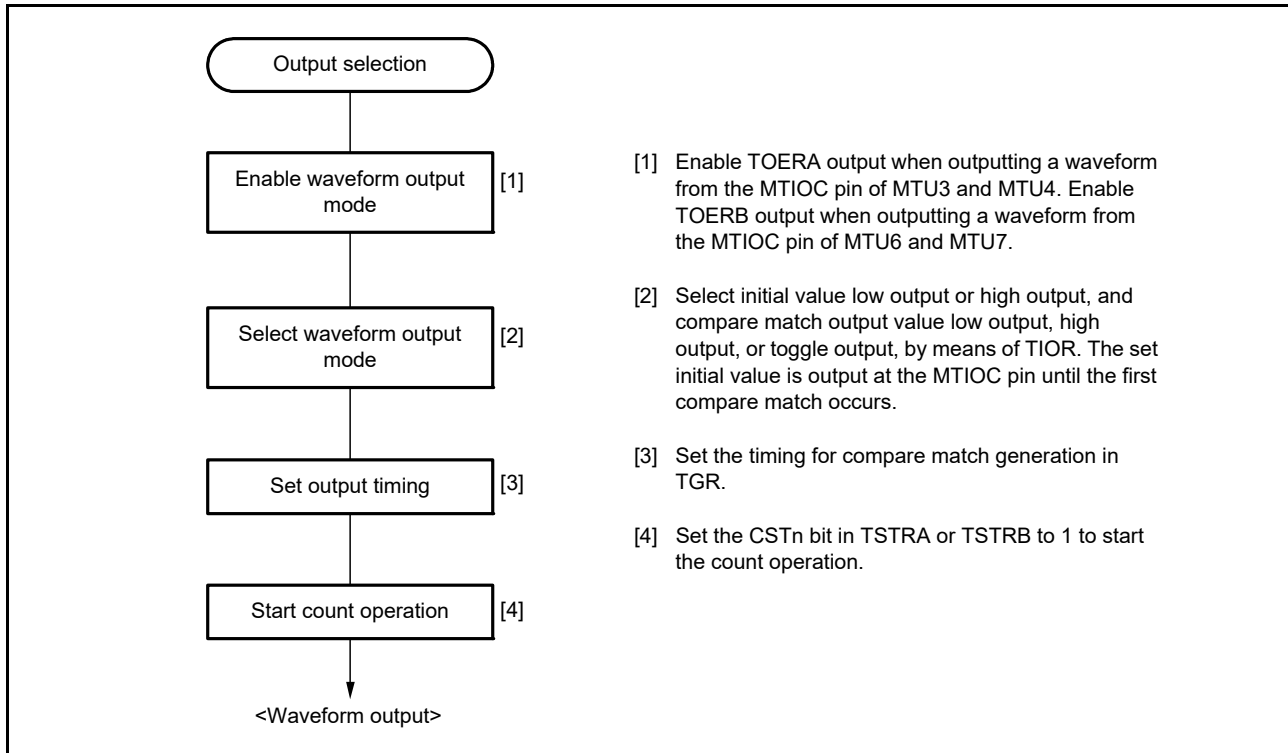 Output selection
Enable waveform output
mode
[1]
Select waveform output
mode
[2]
Set output timing
[3]
Start count operation
[4]
<Waveform output>
[1] Enable TOERA output when outputting a waveform
from the MTIOC pin of MTU3 and MTU4. Enable
TOERB output when outputting a waveform from
the MTIOC pin of MTU6 and MTU7.
[2] Select initial value low output or high output, and
compare match output value low output, high
output, or toggle output, by means of TIOR. The set
initial value is output at the MTIOC pin until the first
compare match occurs.
[3] Set the timing for compare match generation in
TGR.
[4] Set the CSTn bit in TSTRA or TSTRB to 1 to start
the count operation.